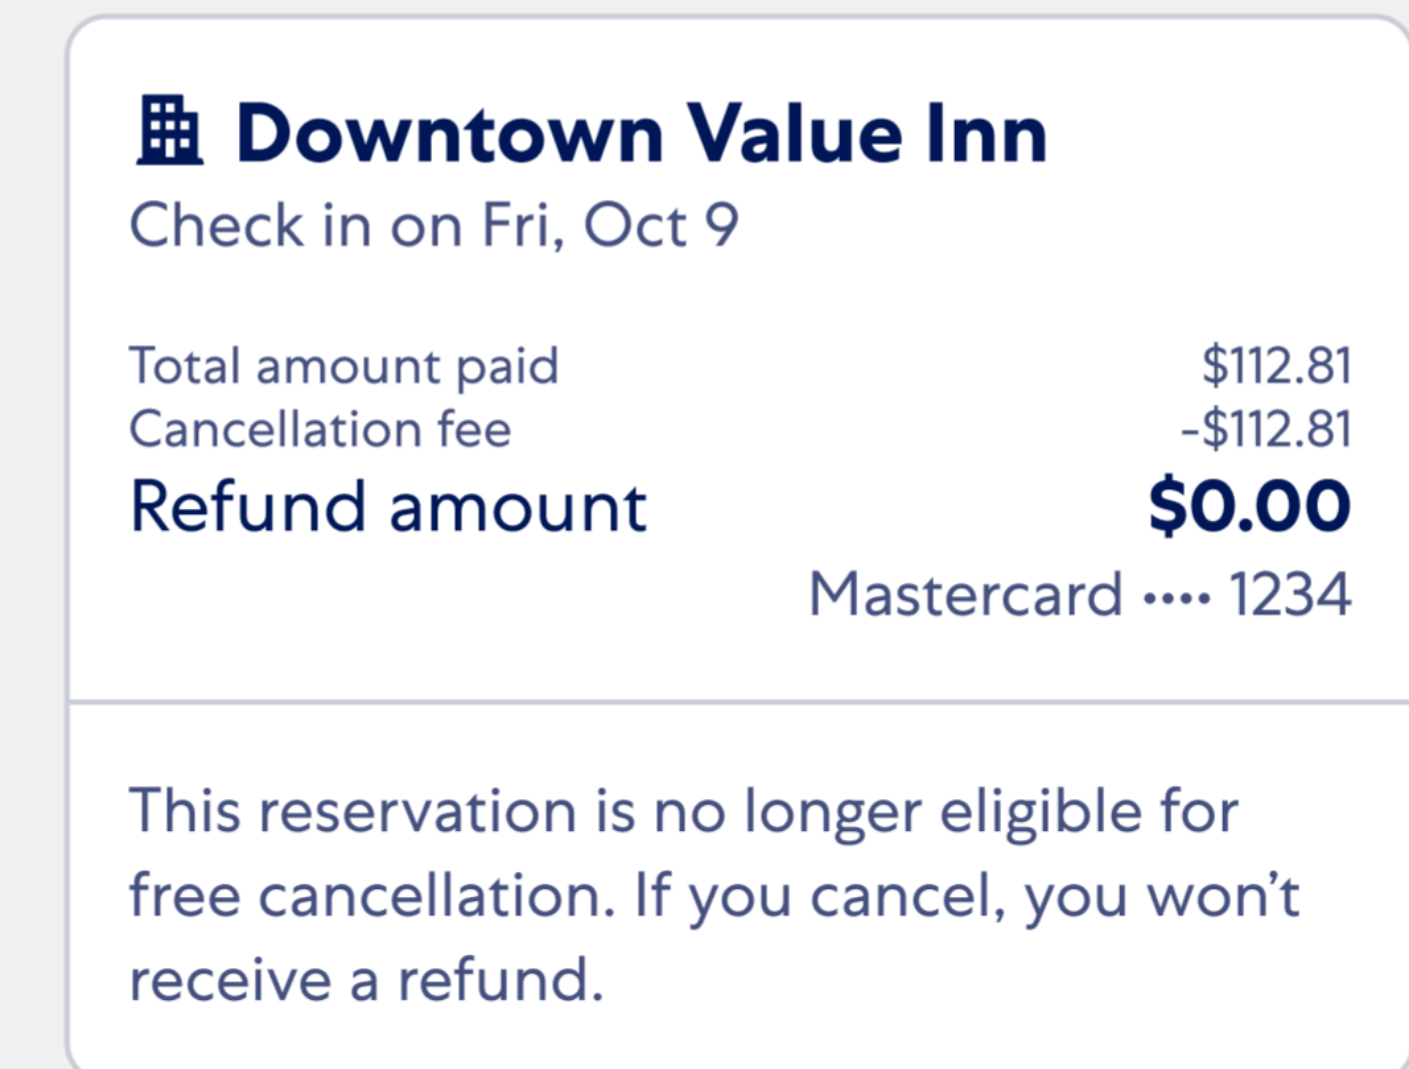 Downtown Value Inn
Check in on Fri, Oct 9
Total amount paid $112.81
Cancellation fee -$112.81
Refund amount $0.00
Mastercard •••• 1234
This reservation is no longer eligible for
free cancellation. If you cancel, you won’t
receive a refund.